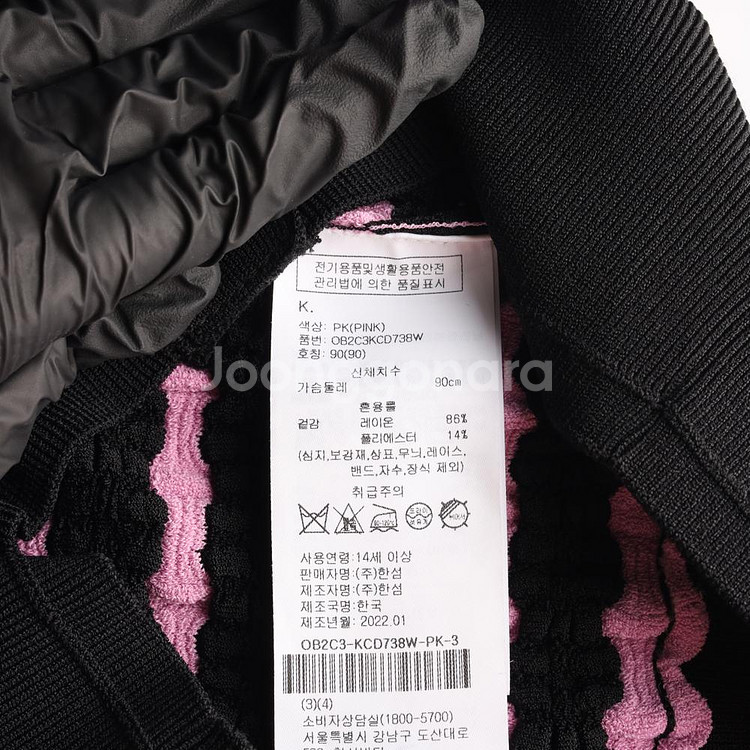 전기용품및생활용품안전
관리법에 의한 품질표시
K.
색상: PK(PINK)
품번: OB2C3KCD738W
호칭: 90(90)
신체치수
가슴둘레 90cm
혼용률
겉감 레이온 86%
폴리에스터 14%
(심지,보강재,상표,무늬,레이스,
밴드,자수,장식 제외)
취급주의
사용연령:14세 이상
판매자명:(주)한섬
제조자명:(주)한섬
제조국명:한국
제조년월:2022.01
OB2C3-KCD738W-PK-3
(3)(4)
소비자상담실(1800-5700)
서울특별시 강남구 도산대로
Joonggonara